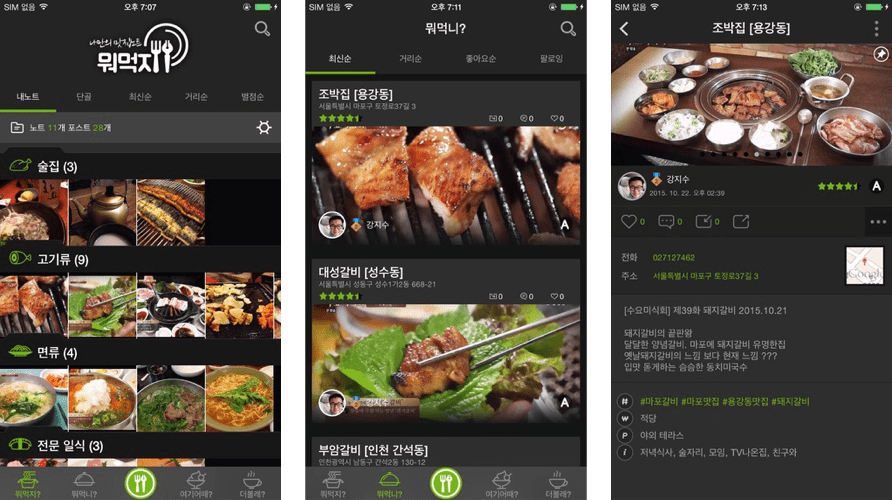 SIM 없음
오후 7:07
나만의 맛집노트
뭐먹지
내노트
단골
최신순
거리순
별점순
노트 11개 포스트 28개
술집 (3)
고기류 (9)
면류 (4)
전문 일식 (3)
뭐먹지?
뭐먹니?
여기어때?
더볼래?
SIM 없음
오후 7:11
뭐먹니?
최신순
거리순
좋아요순
팔로잉
조박집 [용강동]
서울특별시 마포구 토정로37길 3
0
0
0
강지수
A
대성갈비 [성수동]
서울특별시 성동구 성수1가2동 668-21
0
0
0
강지수
A
부암갈비 [인천 간석동]
인천광역시 남동구 간석2동 130-12
뭐먹지?
뭐먹니?
여기어때?
더볼래?
SIM 없음
오후 7:13
조박집 [용강동]
강지수
2015. 10. 22. 오후 02:39
A
0
0
0
전화
027127462
주소
서울특별시 마포구 토정로37길 3
Google
[수요미식회] 제39화 돼지갈비 2015.10.21
돼지갈비의 끝판왕
달달한 양념갈비, 마포에 돼지갈비 유명한집
옛날돼지갈비의 느낌 보다 현재 느낌 ???
입맛 돋게하는 슴슴한 동치미국수
# #마포갈비 #마포맛집 #용강동맛집 #돼지갈비
₩ 적당
P 야외 테라스
i 저녁식사, 술자리, 모임, TV나온집, 친구와